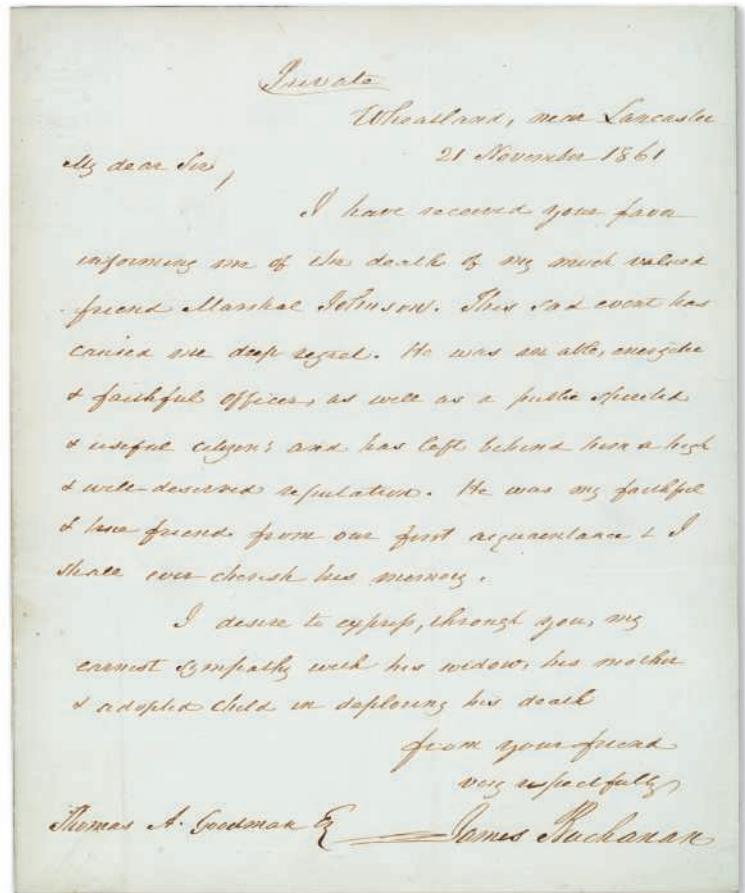 Private
Wheatland, near Lancaster
21 November 1861
My dear Sir,
I have received your favor
informing me of the death of my much valued
friend Marshal Johnson. This sad event has
caused me deep regret. He was an able, energetic
& faithful officer, as well as a public spirited
& useful citizen; and has left behind him a high
& well-deserved reputation. He was my faithful
& true friend from our first acquaintance & I
shall ever cherish his memory.
I desire to express, through you, my
earnest sympathy with his widow, his mother
& adopted child in deploring his death
from your friend
very respectfully
Thomas A. Goodman Esq James Buchanan